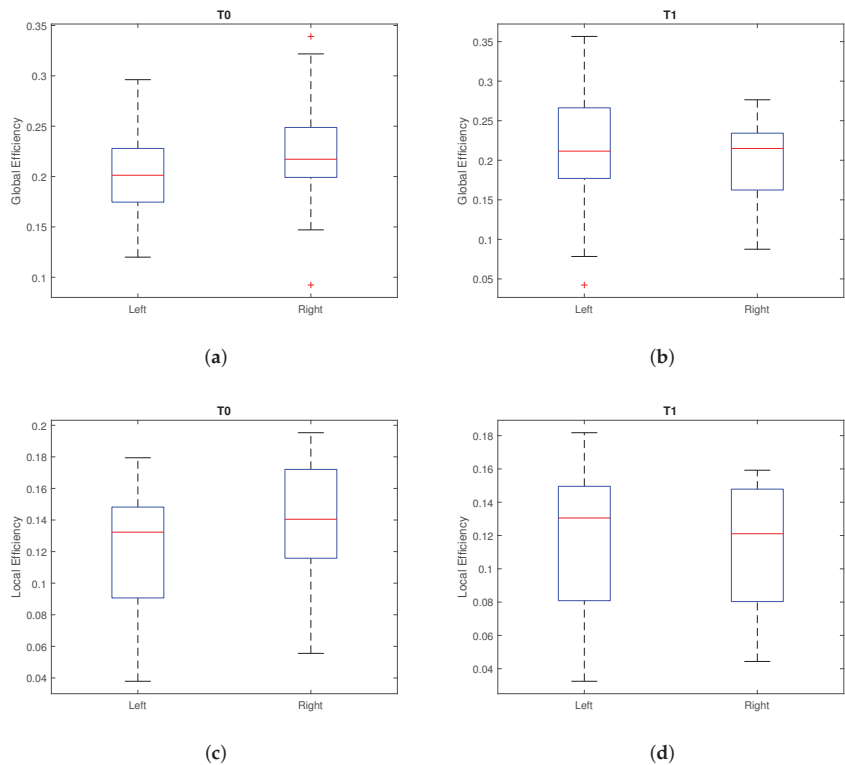 T0
0.35
0.3
0.25
0.2
0.15
0.1
Global Efficiency
Left
Right
(a)
T1
0.35
0.3
0.25
0.2
0.15
0.1
0.05
Global Efficiency
Left
Right
(b)
T0
0.2
0.18
0.16
0.14
0.12
0.1
0.08
0.06
0.04
Local Efficiency
Left
Right
(c)
T1
0.18
0.16
0.14
0.12
0.1
0.08
0.06
0.04
Local Efficiency
Left
Right
(d)